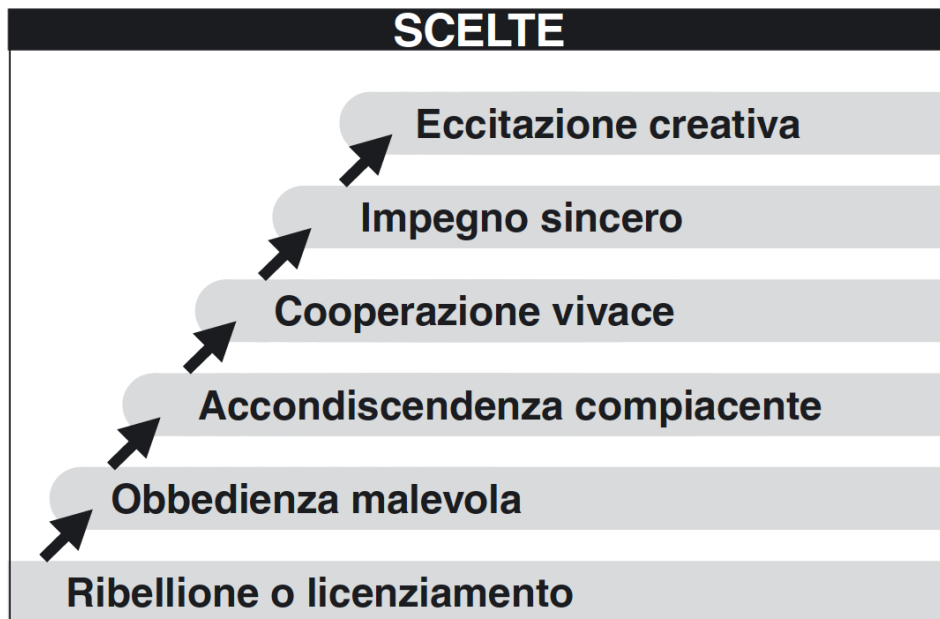 SCELTE
Eccitazione creativa
Impegno sincero
Cooperazione vivace
Accondiscendenza compiacente
Obbedienza malevola
Ribellione o licenziamento